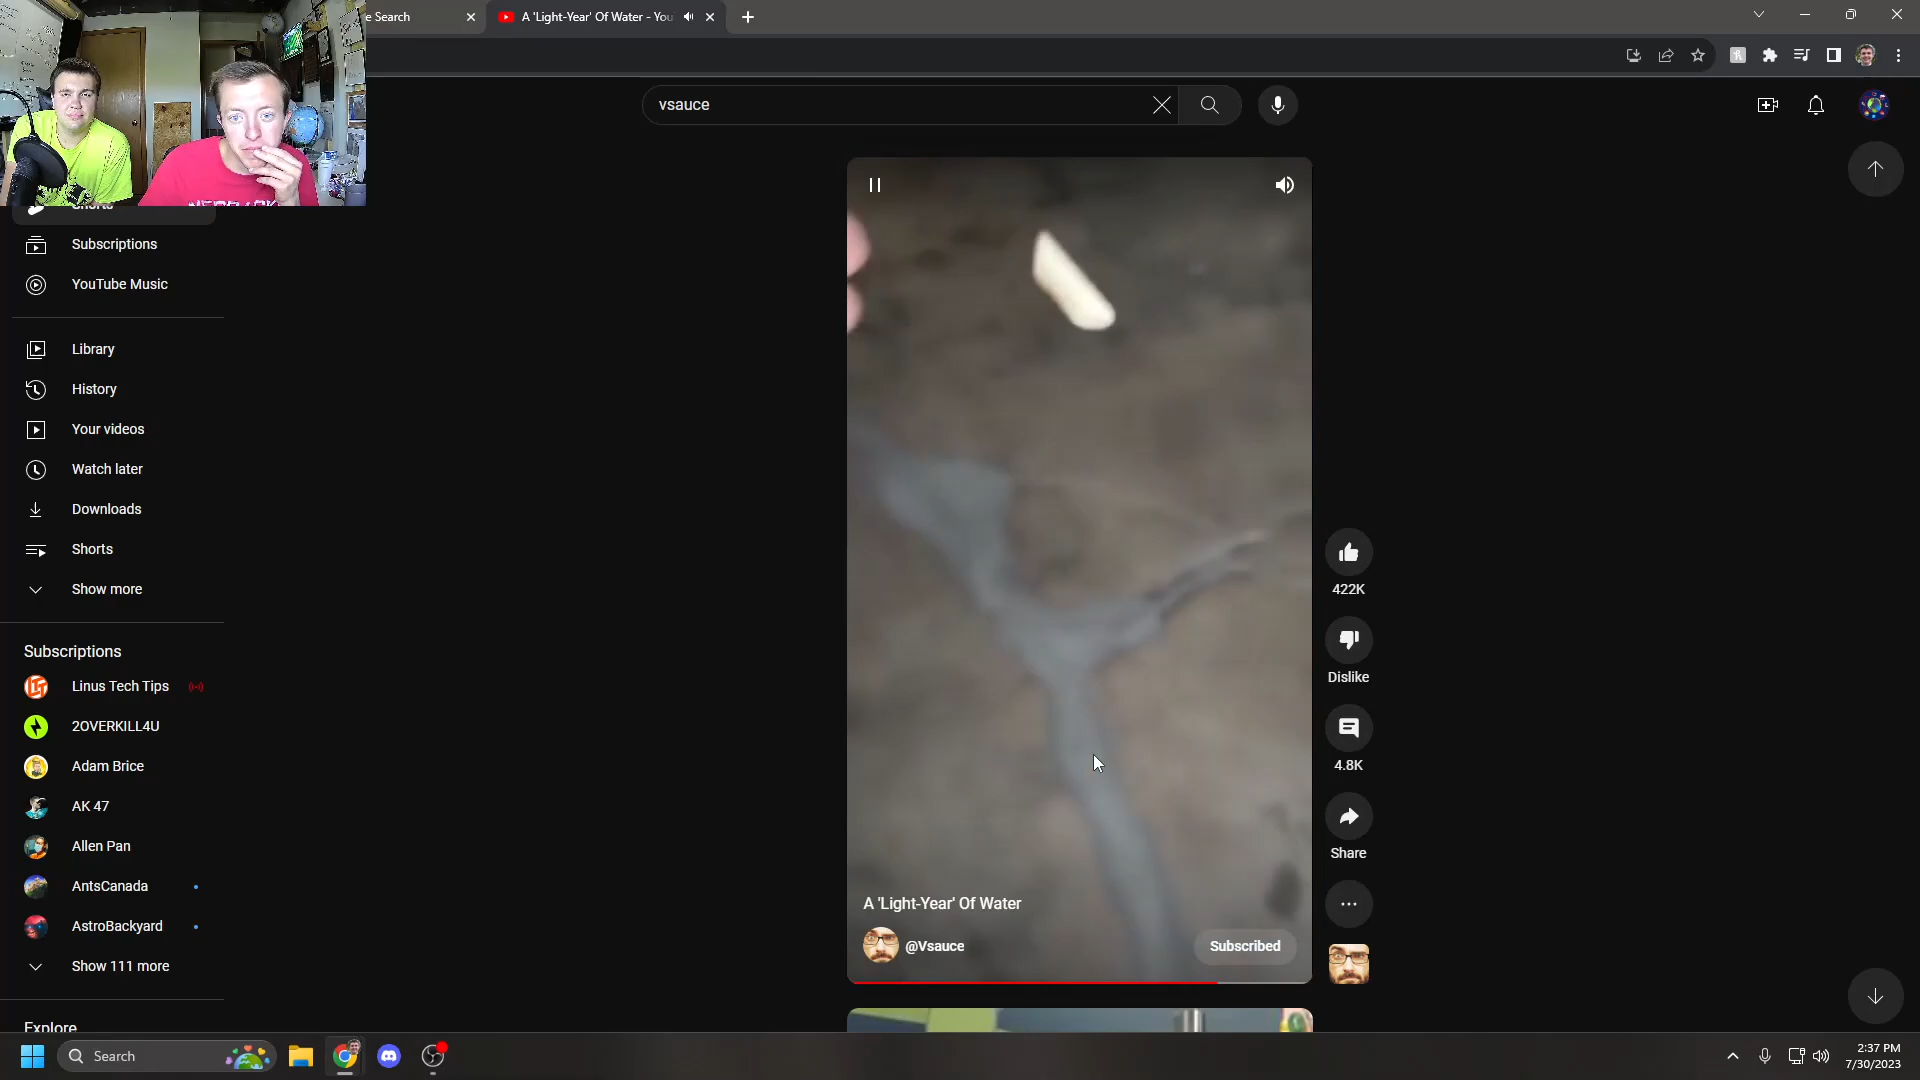 e Search
A 'Light-Year' Of Water - You
vsauce
Shorts
Subscriptions
YouTube Music
Library
History
Your videos
Watch later
Downloads
Shorts
Show more
Subscriptions
Linus Tech Tips
2OVERKILL4U
Adam Brice
AK 47
Allen Pan
AntsCanada
AstroBackyard
Show 111 more
Explore
A 'Light-Year' Of Water
@Vsauce
Subscribed
422K
Dislike
4.8K
Share
Search
2:37 PM
7/30/2023